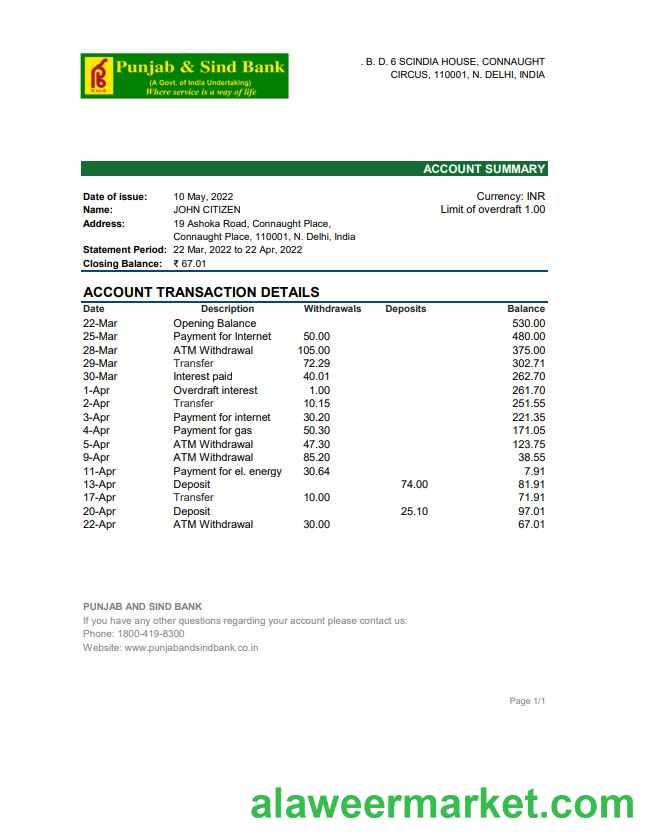 Punjab & Sind Bank
(A Govt. of India Undertaking)
Where service is a way of life
. B. D. 6 SCINDIA HOUSE, CONNAUGHT
CIRCUS, 110001, N. DELHI, INDIA
ACCOUNT SUMMARY
Date of issue: 10 May, 2022 Currency: INR
Name: JOHN CITIZEN Limit of overdraft 1.00
Address: 19 Ashoka Road, Connaught Place,
Connaught Place, 110001, N. Delhi, India
Statement Period: 22 Mar, 2022 to 22 Apr, 2022
Closing Balance: ₹ 67.01
ACCOUNT TRANSACTION DETAILS
Date Description Withdrawals Deposits Balance
22-Mar Opening Balance 530.00
25-Mar Payment for Internet 50.00 480.00
28-Mar ATM Withdrawal 105.00 375.00
29-Mar Transfer 72.29 302.71
30-Mar Interest paid 40.01 262.70
1-Apr Overdraft interest 1.00 261.70
2-Apr Transfer 10.15 251.55
3-Apr Payment for internet 30.20 221.35
4-Apr Payment for gas 50.30 171.05
5-Apr ATM Withdrawal 47.30 123.75
9-Apr ATM Withdrawal 85.20 38.55
11-Apr Payment for el. energy 30.64 7.91
13-Apr Deposit 74.00 81.91
17-Apr Transfer 10.00 71.91
20-Apr Deposit 25.10 97.01
22-Apr ATM Withdrawal 30.00 67.01
PUNJAB AND SIND BANK
If you have any other questions regarding your account please contact us:
Phone: 1800-419-8300
Website: www.punjabandsindbank.co.in
Page 1/1
alaweermarket.com